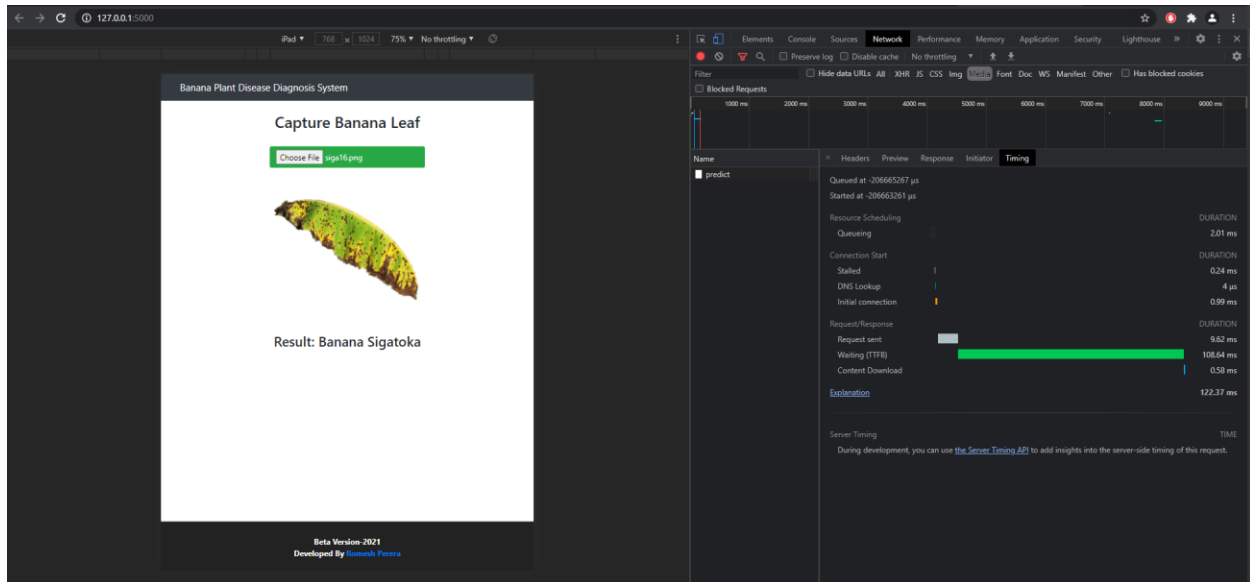 127.0.0.1:5000
iPad ▼ 768 x 1024 75% ▼ No throttling ▼
Elements Console Sources Network Performance Memory Application Security Lighthouse »
Preserve log Disable cache No throttling ▼
Filter Hide data URLs All XHR JS CSS Img Media Font Doc WS Manifest Other Has blocked cookies
Blocked Requests
1000 ms 2000 ms 3000 ms 4000 ms 5000 ms 6000 ms 7000 ms 8000 ms 9000 ms
Banana Plant Disease Diagnosis System
Capture Banana Leaf
Choose File siga16.png
Result: Banana Sigatoka
Beta Version-2021
Developed By Romesh Perera
Name
predict
× Headers Preview Response Initiator Timing
Queued at -206665267 μs
Started at -206663261 μs
Resource Scheduling DURATION
Queueing 2.01 ms
Connection Start DURATION
Stalled 0.24 ms
DNS Lookup 4 μs
Initial connection 0.99 ms
Request/Response DURATION
Request sent 9.62 ms
Waiting (TTFB) 108.64 ms
Content Download 0.58 ms
Explanation 122.37 ms
Server Timing TIME
During development, you can use the Server Timing API to add insights into the server-side timing of this request.